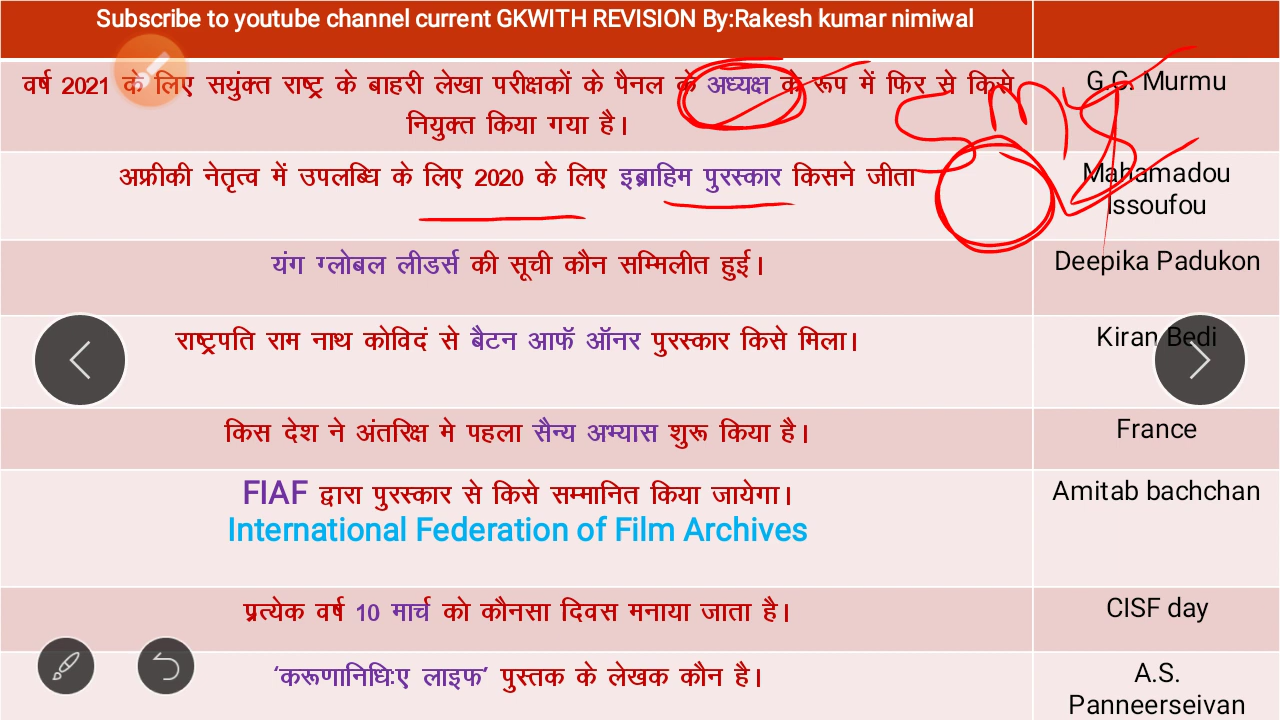 Subscribe to youtube channel current GKWITH REVISION By:Rakesh kumar nimiwal
वर्ष 2021 के लिए सयुंक्त राष्ट्र के बाहरी लेखा परीक्षकों के पैनल के अध्यक्ष के रूप में फिर से किसे
नियुक्त किया गया है।
G.C. Murmu
अफ्रीकी नेतृत्व में उपलब्धि के लिए 2020 के लिए इब्राहिम पुरस्कार किसने जीता
Mahamadou
Issoufou
यंग ग्लोबल लीडर्स की सूची कौन सम्मिलीत हुई।
Deepika Padukon
राष्ट्रपति राम नाथ कोविदं से बैटन आफॅ ऑनर पुरस्कार किसे मिला।
Kiran Bedi
किस देश ने अंतरिक्ष मे पहला सैन्य अभ्यास शुरू किया है।
France
FIAF द्वारा पुरस्कार से किसे सम्मानित किया जायेगा।
International Federation of Film Archives
Amitab bachchan
प्रत्येक वर्ष 10 मार्च को कौनसा दिवस मनाया जाता है।
CISF day
‘करूणानिधिःए लाइफ’ पुस्तक के लेखक कौन है।
A.S.
Panneerseivan